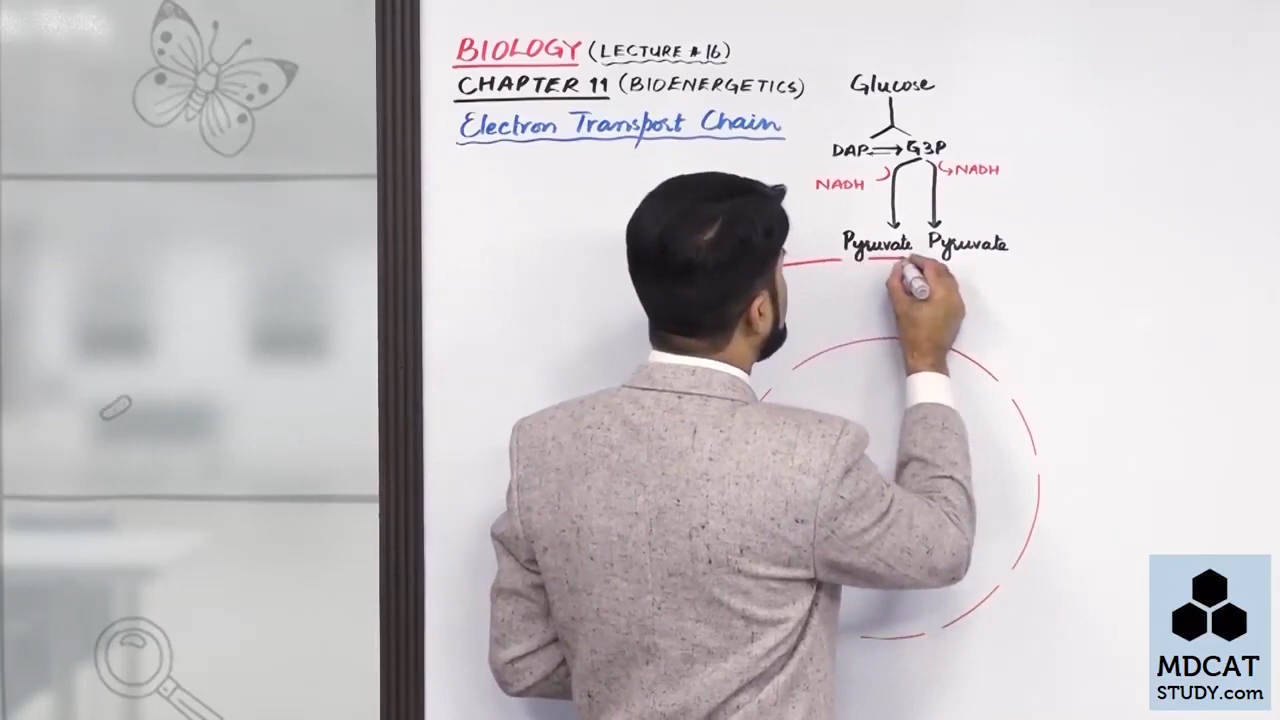 BIOLOGY (LECTURE # 16)
CHAPTER 11 (BIOENERGETICS)
Electron Transport Chain
Glucose
DAP G3P
NADH NADH
Pyruvate Pyruvate
MDCAT
STUDY.com